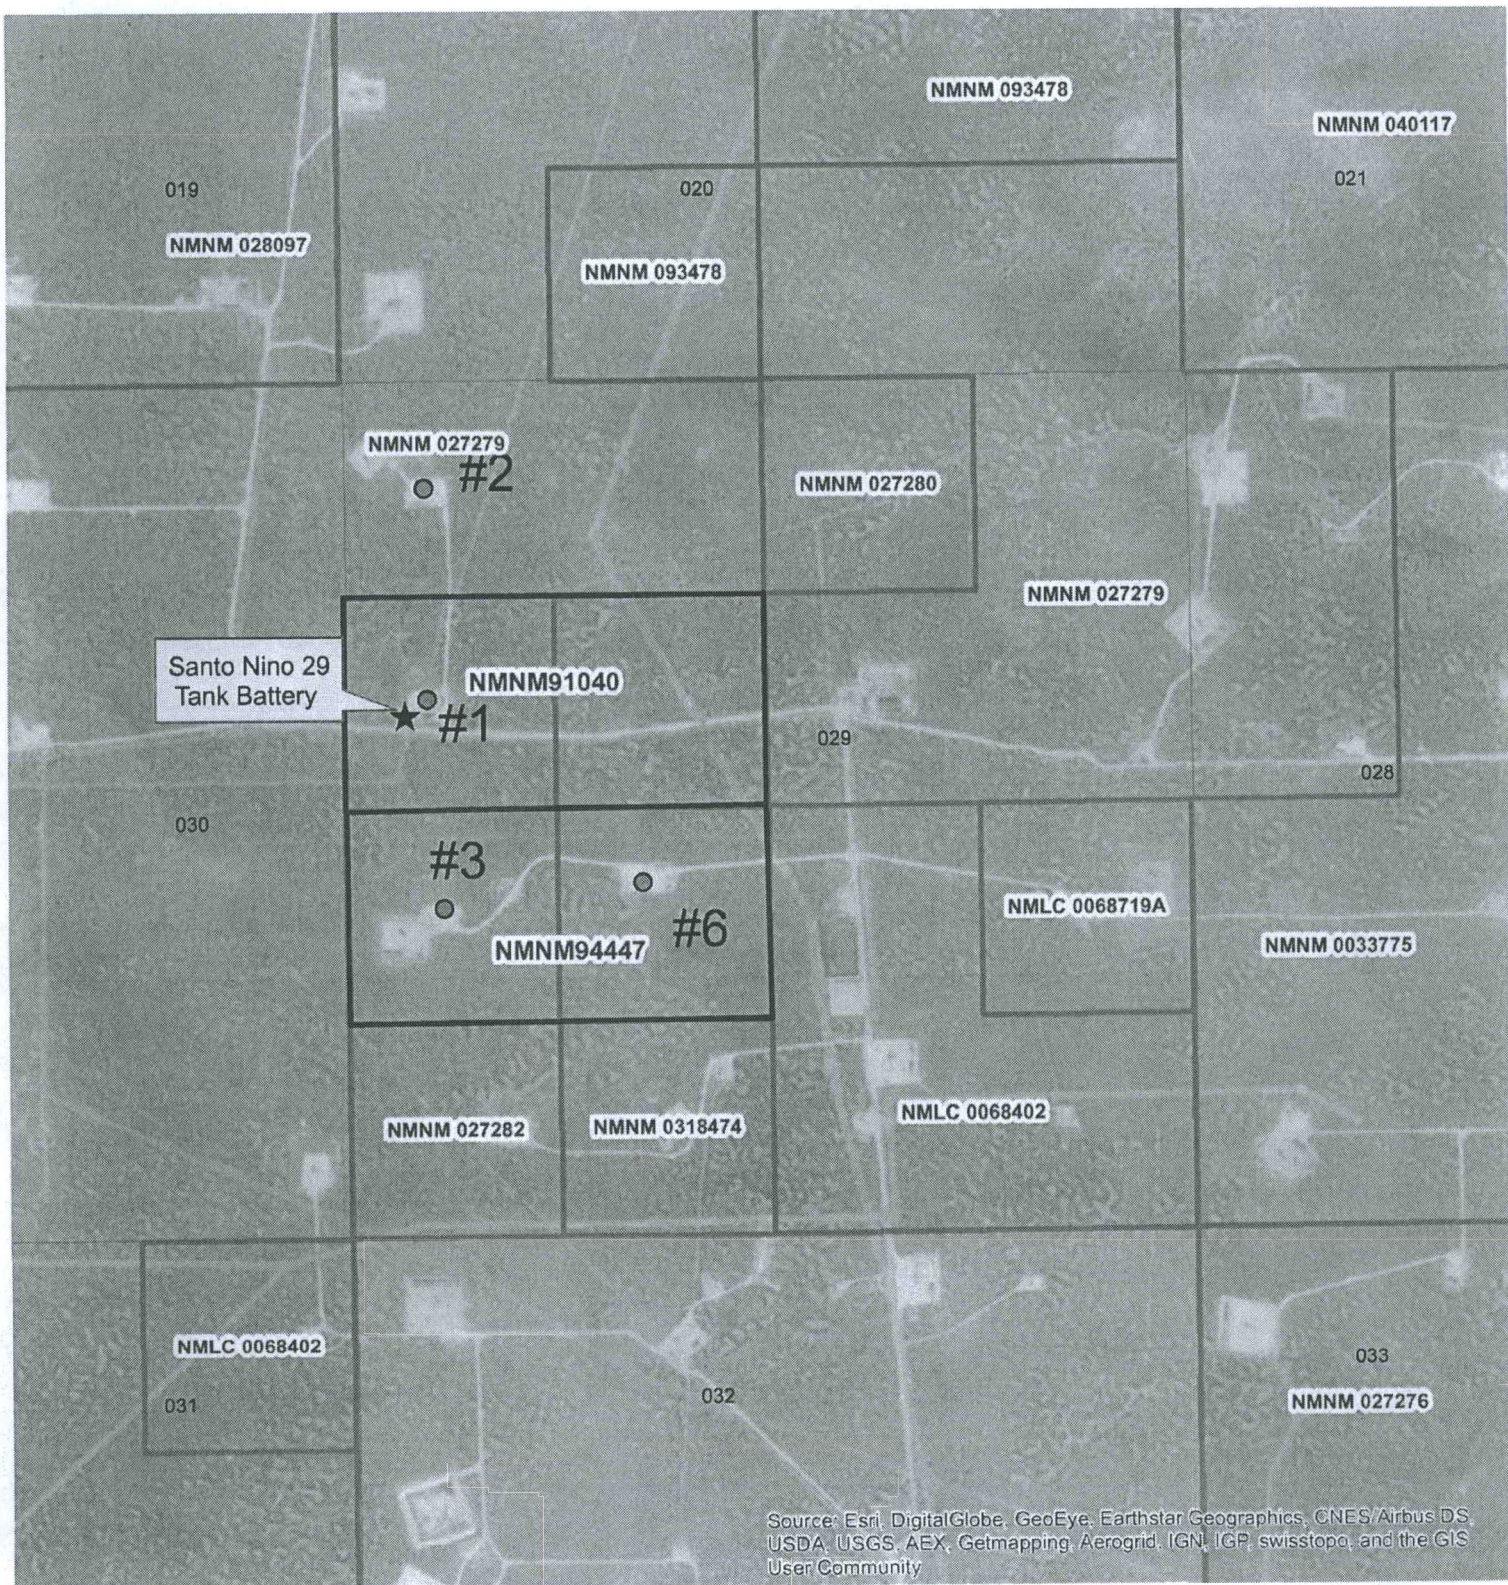 NMNM 093478
NMNM 040117
019
020
021
NMNM 028097
NMNM 093478
NMNM 027279
#2
NMNM 027280
NMNM 027279
Santo Nino 29
Tank Battery
NMNM91040
#1
029
028
030
#3
NMLC 0068719A
#6
NMNM94447
NMNM 0033775
NMLC 0068402
NMNM 027282
NMNM 0318474
NMLC 0068402
033
032
031
NMNM 027276
Source: Esri, DigitalGlobe, GeoEye, Earthstar Geographics, CNES/Airbus DS,
USDA, USGS, AEX, Getmapping, Aerogrid, IGN, IGP, swisstopo, and the GIS
User Community